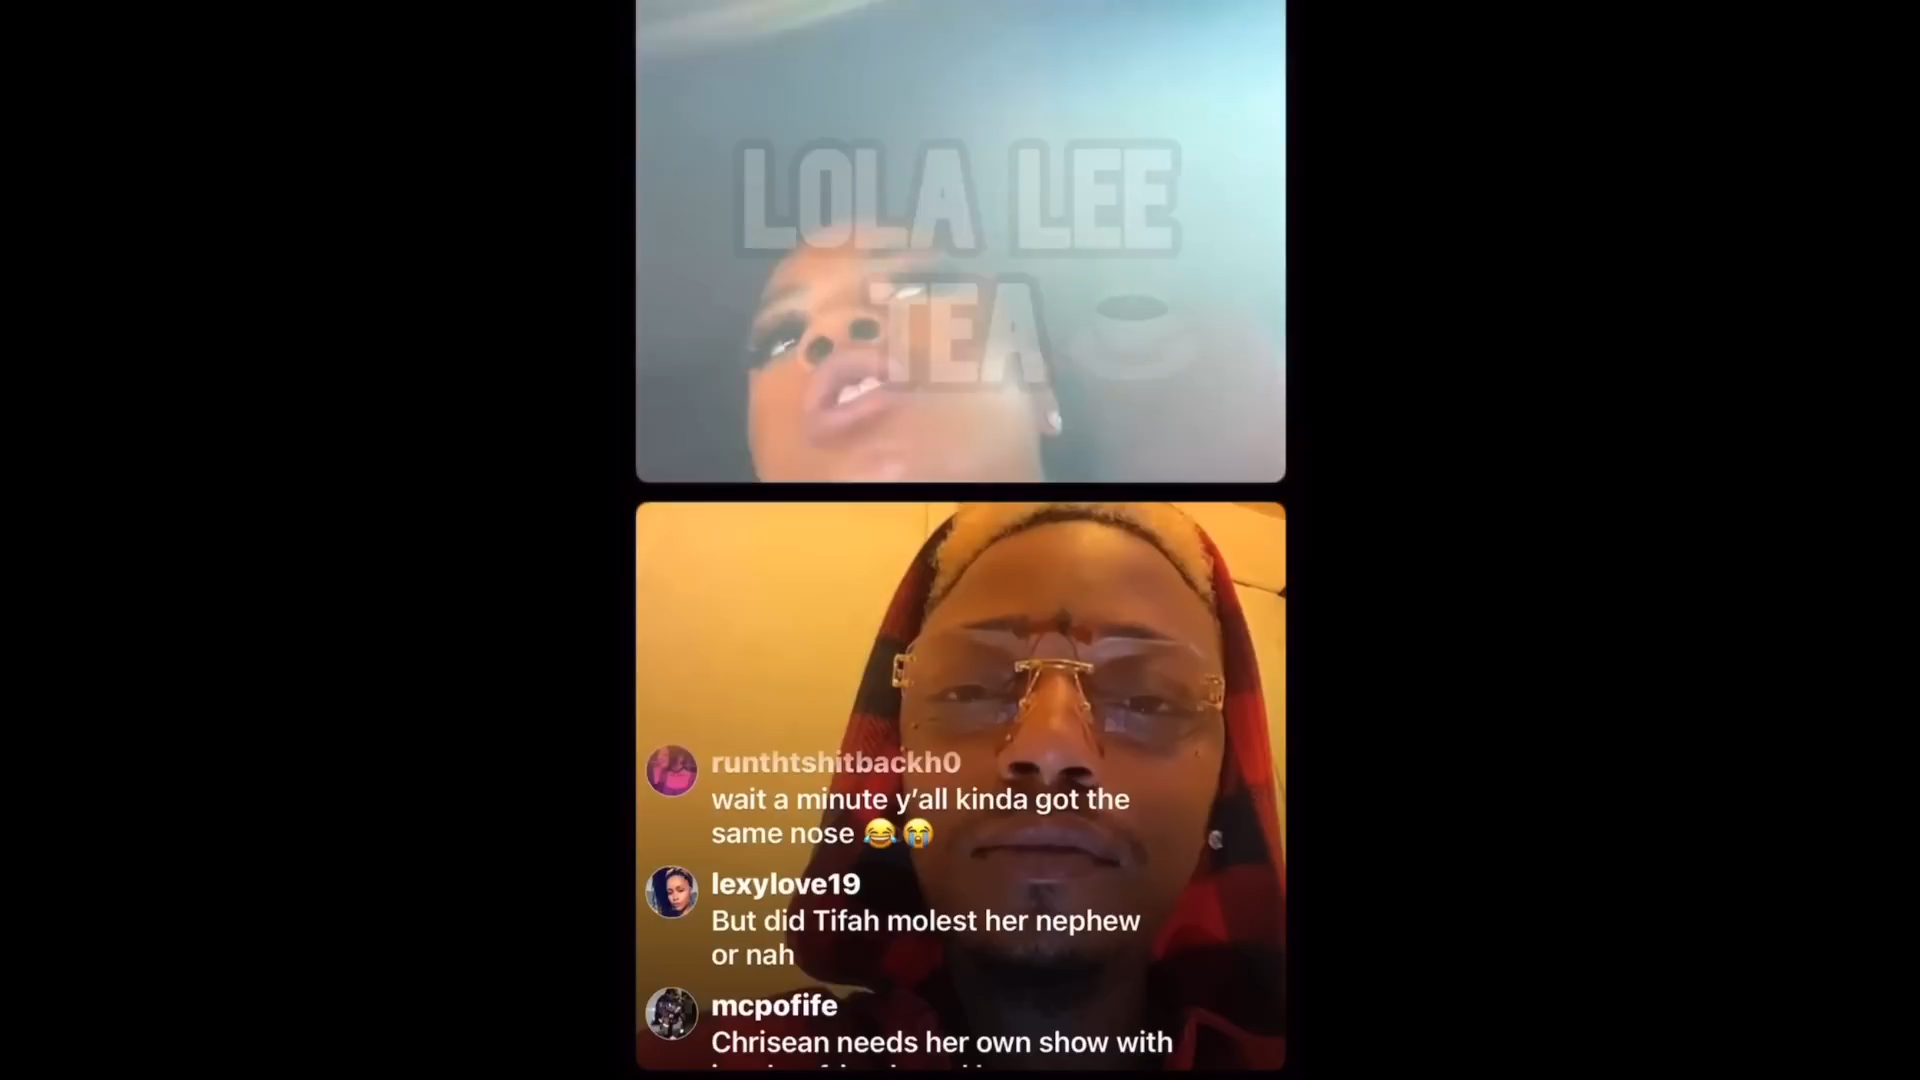 LOLA LEE
TEA
runthtshitbackh0
wait a minute y’all kinda got the
same nose 😂😭
lexylove19
But did Tifah molest her nephew
or nah
mcpofife
Chrisean needs her own show with